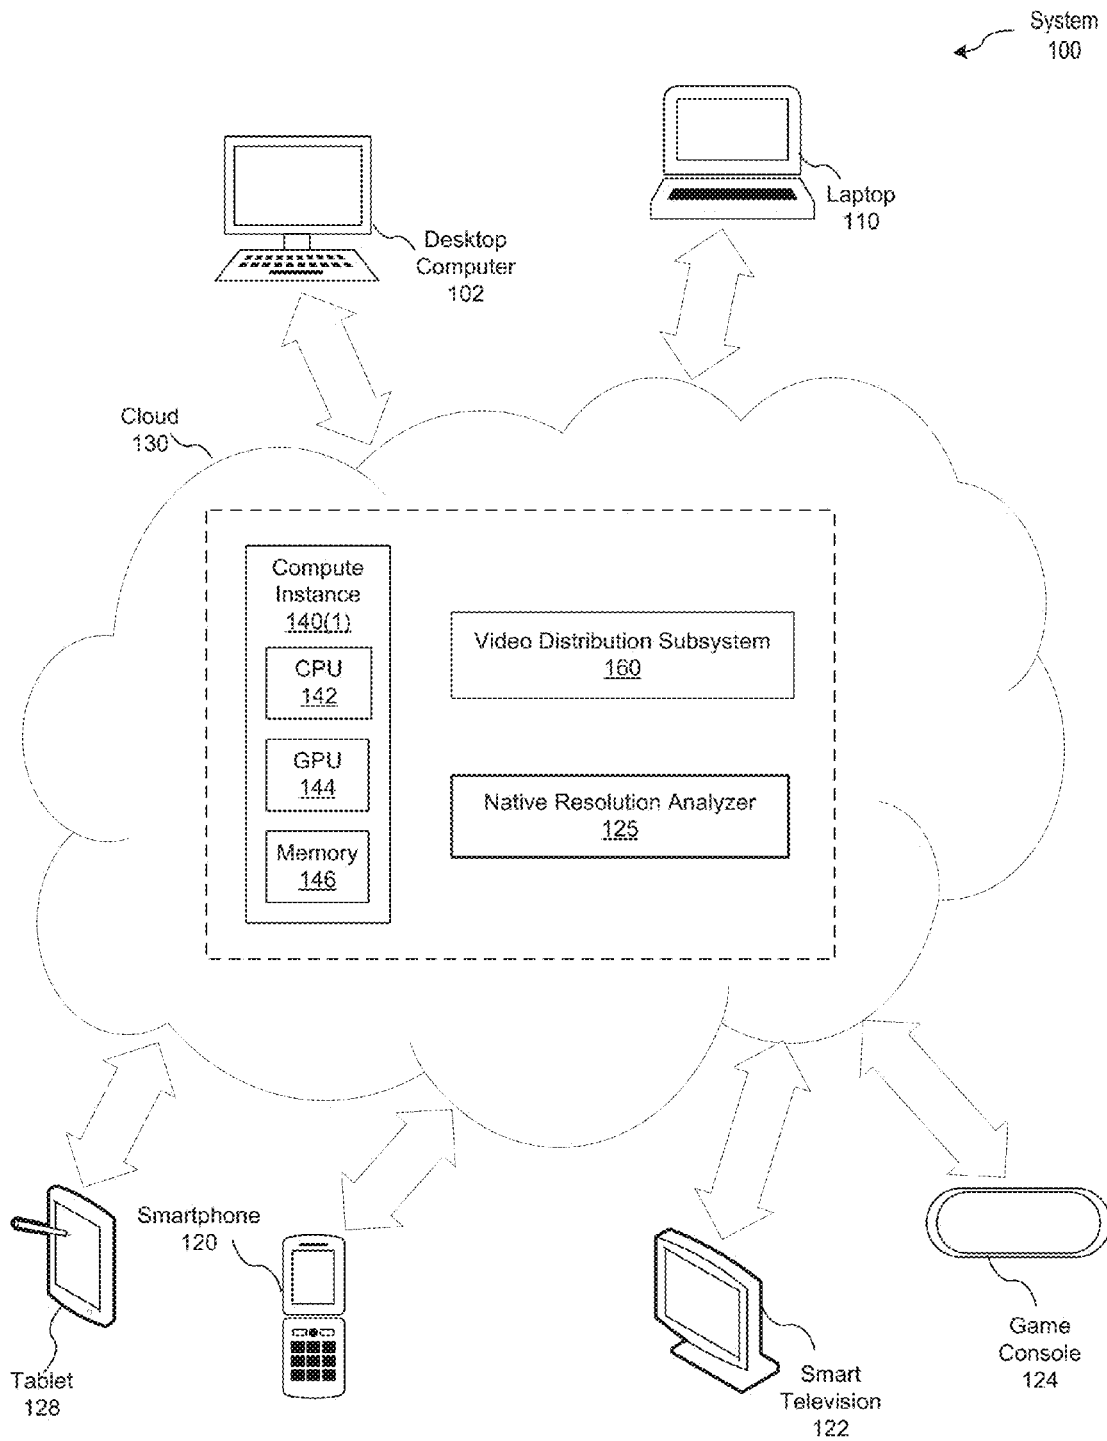 System
100
Laptop
110
Desktop
Computer
102
Cloud
130
Compute
Instance
140(1)
CPU
142
GPU
144
Memory
146
Video Distribution Subsystem
160
Native Resolution Analyzer
125
Smartphone
120
Tablet
128
Smart
Television
122
Game
Console
124